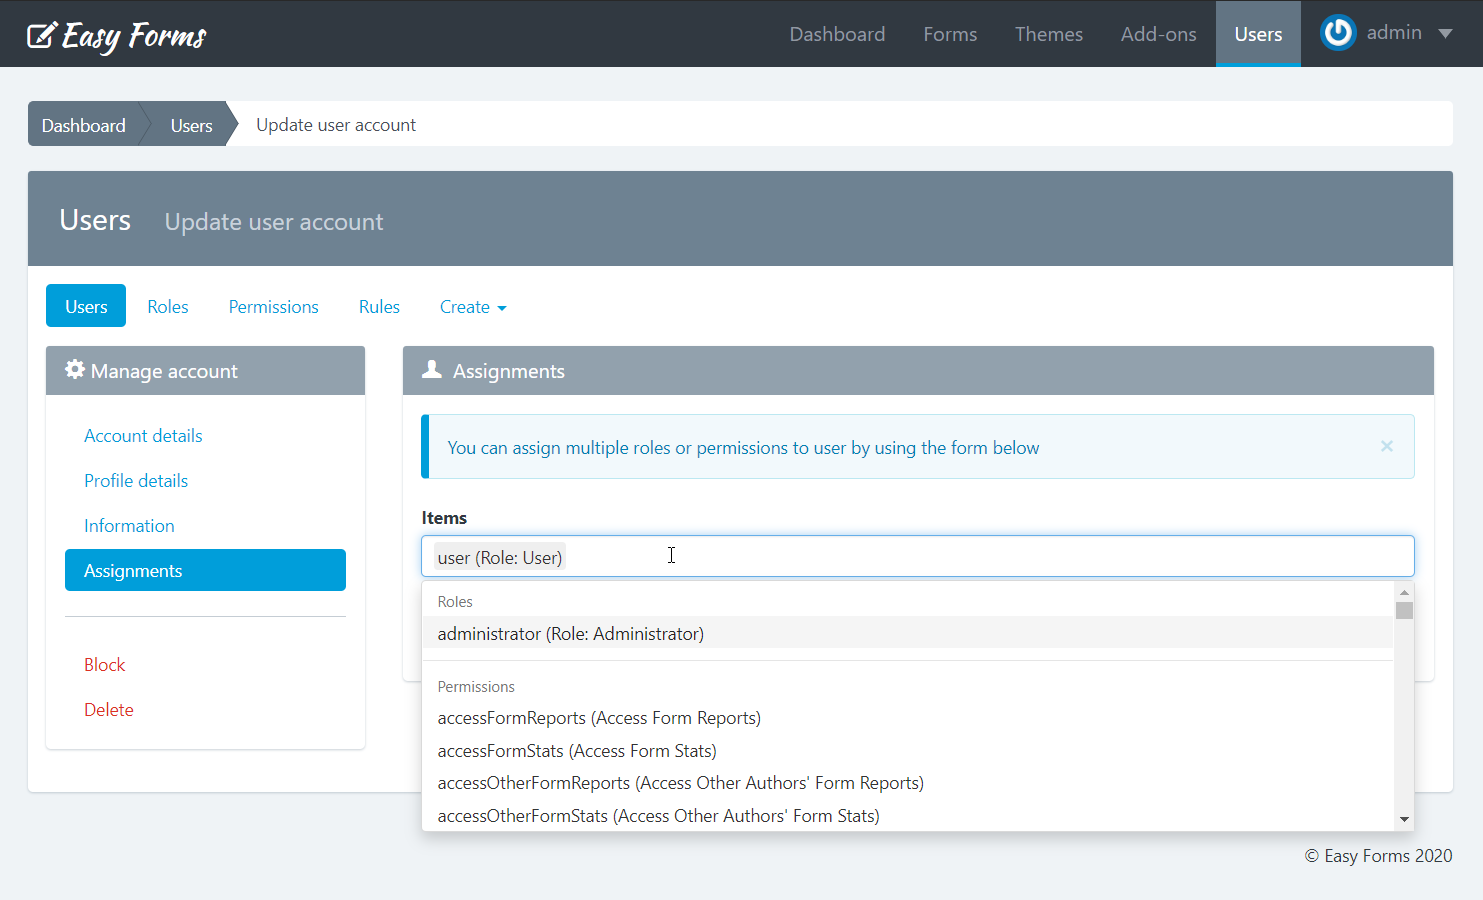 Easy Forms
Dashboard Forms Themes Add-ons Users admin
Dashboard Users Update user account
Users Update user account
Users Roles Permissions Rules Create
Manage account
Account details
Profile details
Information
Assignments
Block
Delete
Assignments
You can assign multiple roles or permissions to user by using the form below ×
Items
user (Role: User)
Roles
administrator (Role: Administrator)
Permissions
accessFormReports (Access Form Reports)
accessFormStats (Access Form Stats)
accessOtherFormReports (Access Other Authors' Form Reports)
accessOtherFormStats (Access Other Authors' Form Stats)
© Easy Forms 2020